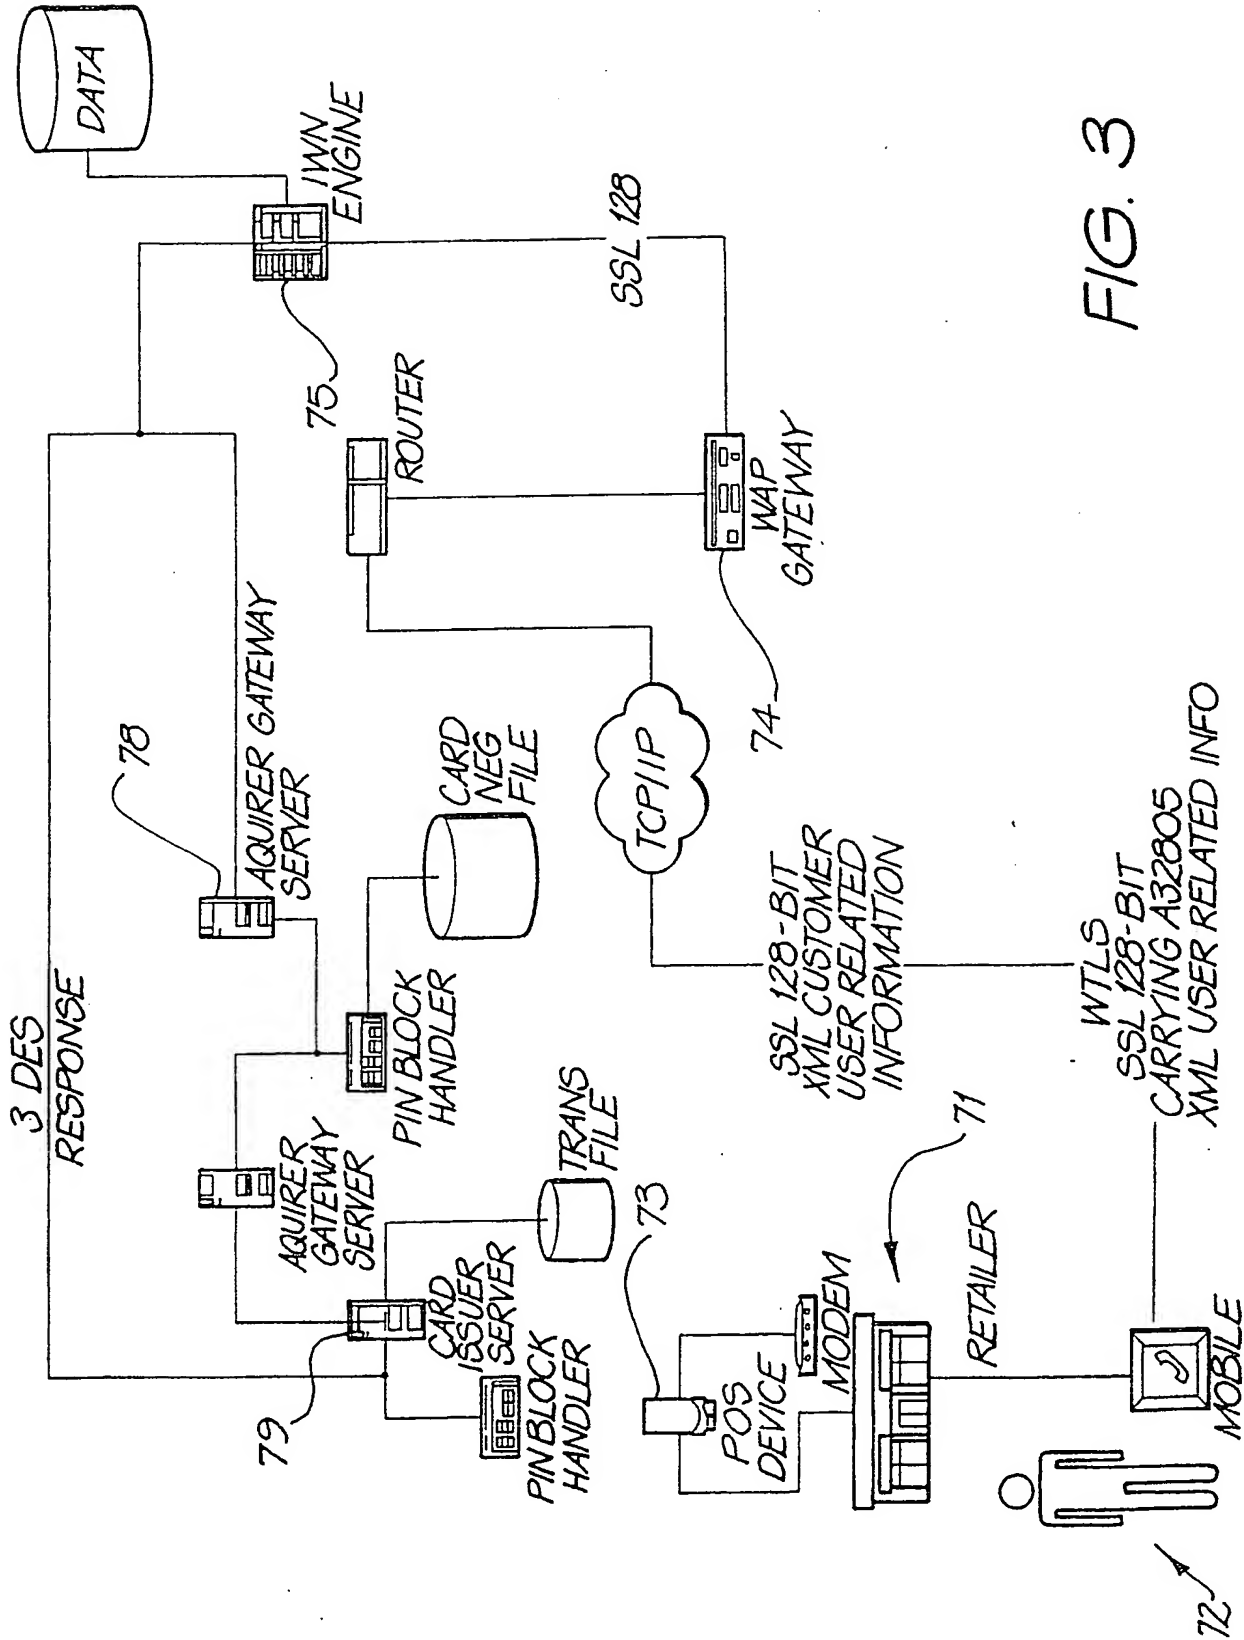 3 DES
RESPONSE
DATA
IWN
ENGINE
75
78
AQUIRER GATEWAY
SERVER
ROUTER
SSL 128
AQUIRER
GATEWAY
SERVER
PIN BLOCK
HANDLER
CARD
NEG
FILE
79
CARD
ISSUER
SERVER
PIN BLOCK
HANDLER
TRANS
FILE
TCP/IP
74
WAP
GATEWAY
73
POS
DEVICE
MODEM
71
RETAILER
SSL 128-BIT
XML CUSTOMER
USER RELATED
INFORMATION
WTLS
SSL 128-BIT
CARRYING A32805
XML USER RELATED INFO
72
MOBILE
FIG. 3